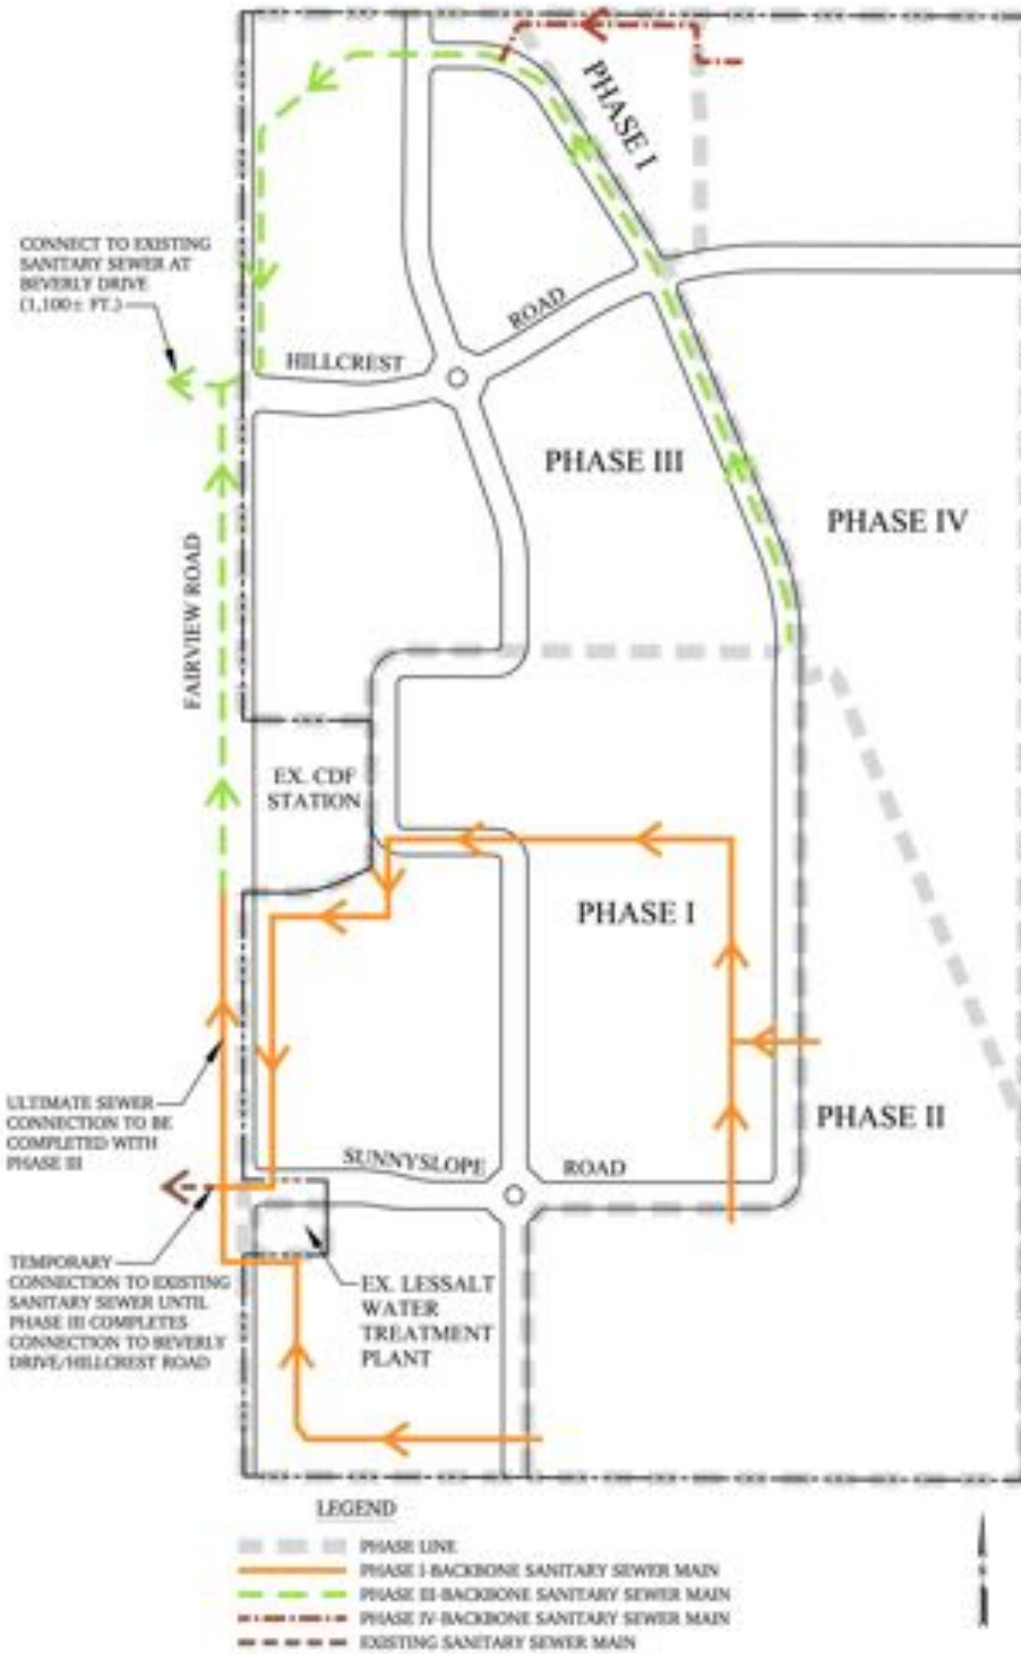 PHASE I
CONNECT TO EXISTING
SANITARY SEWER AT
BEVERLY DRIVE
(1,100± FT.)
ROAD
HILLCREST
PHASE III
PHASE IV
FAIRVIEW ROAD
EX. CDF
STATION
PHASE I
ULTIMATE SEWER
CONNECTION TO BE
COMPLETED WITH
PHASE III
PHASE II
SUNNYSLOPE
ROAD
TEMPORARY
CONNECTION TO EXISTING
SANITARY SEWER UNTIL
PHASE III COMPLETES
CONNECTION TO BEVERLY
DRIVE/HILLCREST ROAD
EX. LESSALT
WATER
TREATMENT
PLANT
LEGEND
PHASE LINE
PHASE I-BACKBONE SANITARY SEWER MAIN
PHASE III-BACKBONE SANITARY SEWER MAIN
PHASE IV-BACKBONE SANITARY SEWER MAIN
EXISTING SANITARY SEWER MAIN